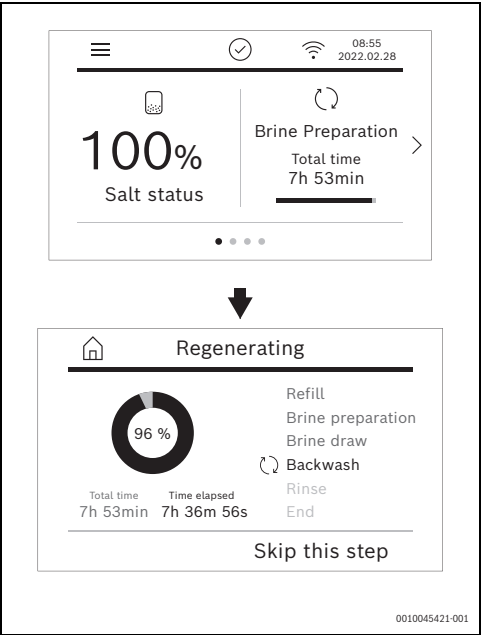 08:55
2022.02.28
100%
Salt status
Brine Preparation
Total time
7h 53min
Regenerating
96 %
Total time
7h 53min
Time elapsed
7h 36m 56s
Refill
Brine preparation
Brine draw
Backwash
Rinse
End
Skip this step
0010045421-001